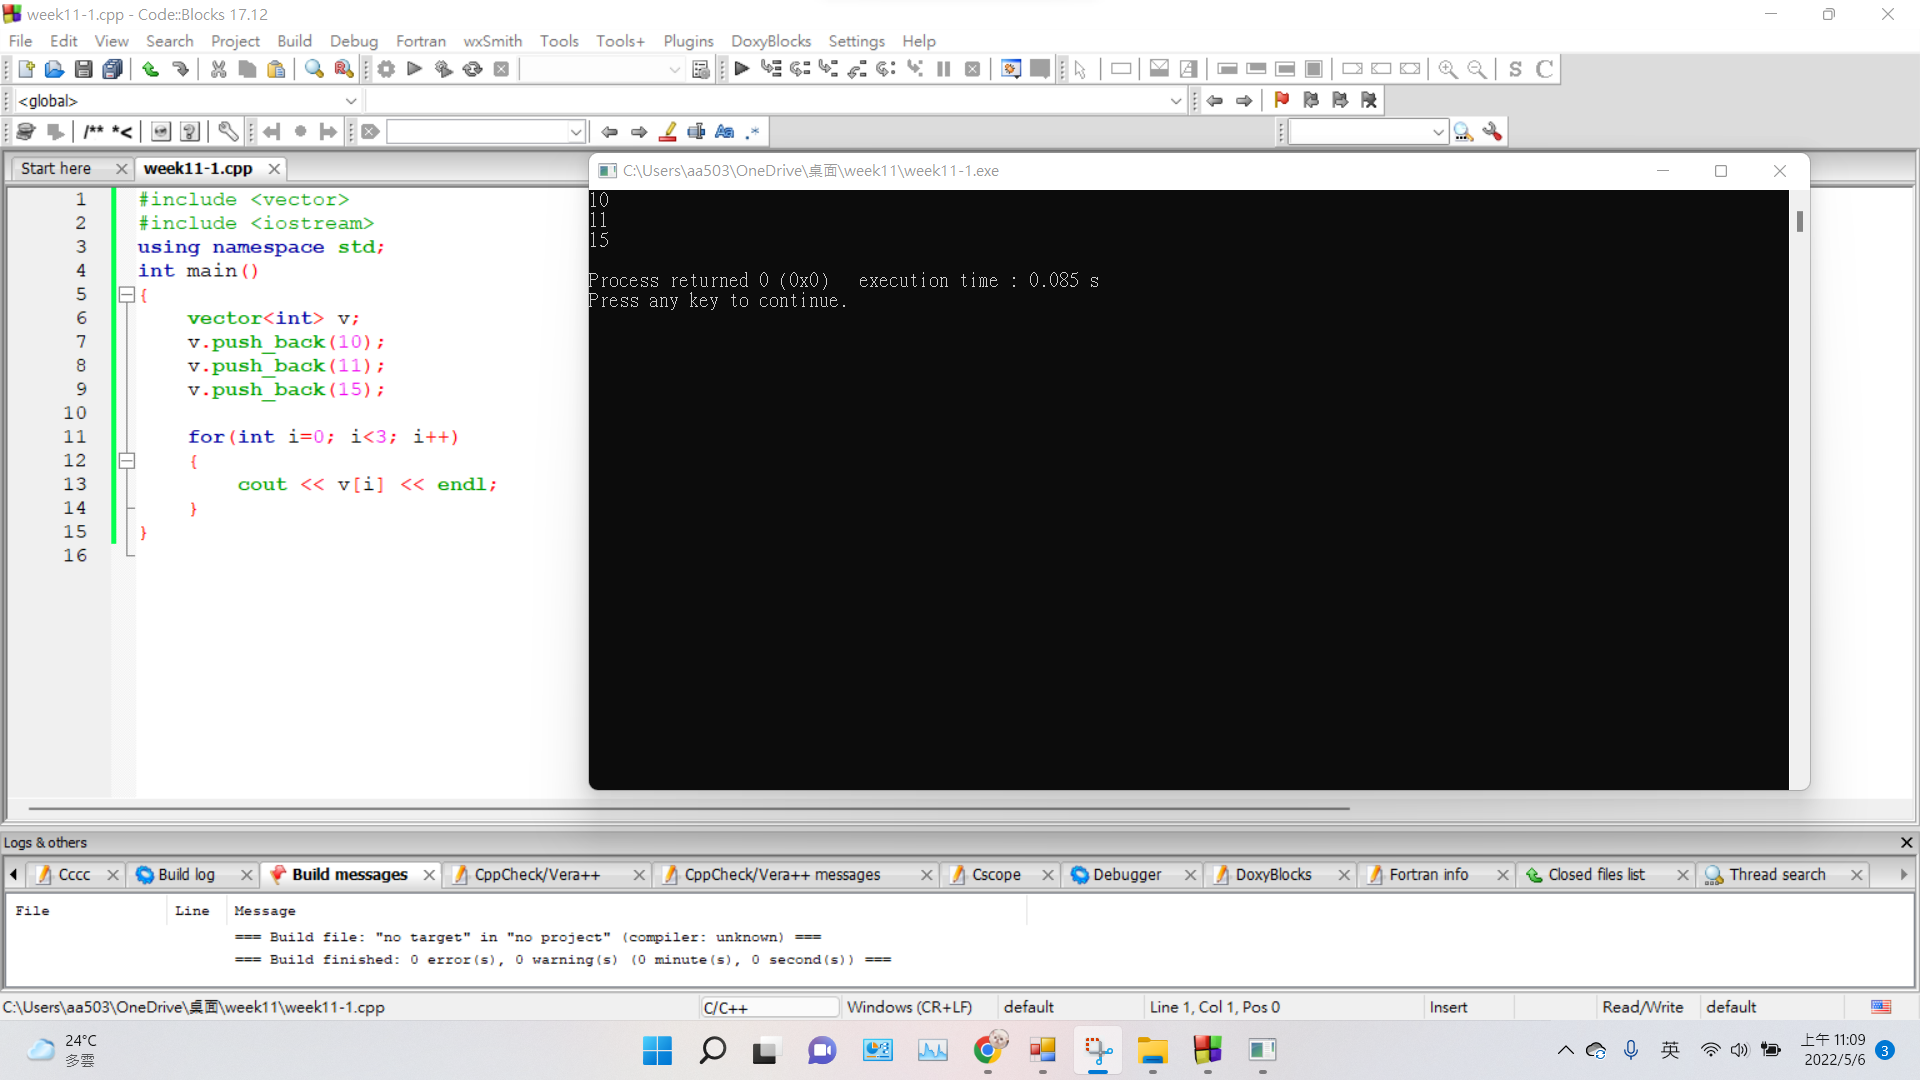 week11-1.cpp - Code::Blocks 17.12
File Edit View Search Project Build Debug Fortran wxSmith Tools Tools+ Plugins DoxyBlocks Settings Help
<global>
/** *<
Start here
week11-1.cpp
1 #include <vector>
2 #include <iostream>
3 using namespace std;
4 int main()
5 {
6 vector<int> v;
7 v.push_back(10);
8 v.push_back(11);
9 v.push_back(15);
10
11 for(int i=0; i<3; i++)
12 {
13 cout << v[i] << endl;
14 }
15 }
16
C:\Users\aa503\OneDrive\桌面\week11\week11-1.exe
10
11
15
Process returned 0 (0x0)   execution time : 0.085 s
Press any key to continue.
Logs & others
Cccc Build log Build messages CppCheck/Vera++ CppCheck/Vera++ messages Cscope Debugger DoxyBlocks Fortran info Closed files list Thread search
File Line Message
=== Build file: "no target" in "no project" (compiler: unknown) ===
=== Build finished: 0 error(s), 0 warning(s) (0 minute(s), 0 second(s)) ===
C:\Users\aa503\OneDrive\桌面\week11\week11-1.cpp C/C++ Windows (CR+LF) default Line 1, Col 1, Pos 0 Insert Read/Write default
24°C
多雲
英
上午 11:09
2022/5/6
3